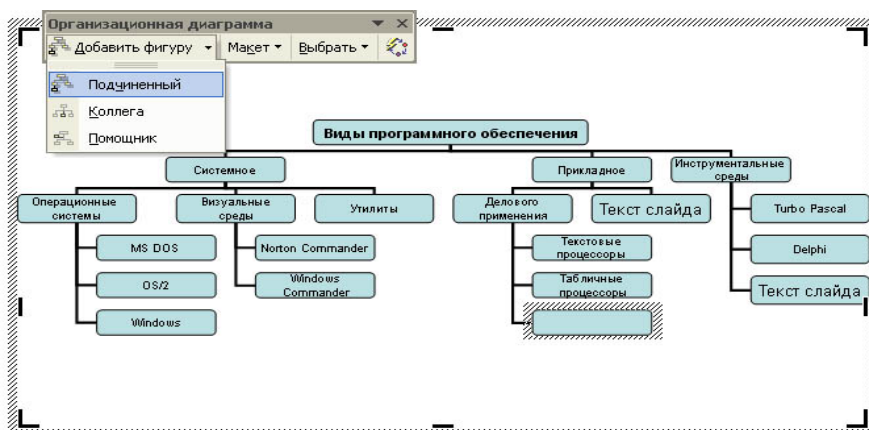 Организационная диаграмма
Добавить фигуру Макет Выбрать
Подчиненный
Коллега
Помощник
Виды программного обеспечения
Системное
Прикладное
Инструментальные
среды
Операционные
системы
Визуальные
среды
Утилиты
Делового
применения
Текст слайда
Turbo Pascal
MS DOS
Norton Commander
Текстовые
процессоры
Delphi
OS/2
Windows
Commander
Табличные
процессоры
Текст слайда
Windows